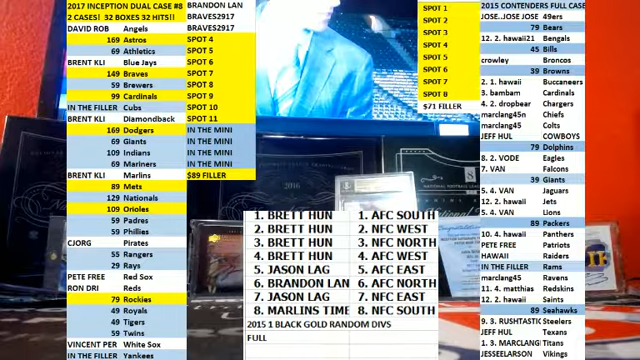 2017 INCEPTION DUAL CASE #8
2 CASES! 32 BOXES 32 HITS!!
DAVID ROB Angels
169 Astros
69 Athletics
BRENT KLI Blue Jays
149 Braves
59 Brewers
99 Cardinals
IN THE FILLER Cubs
BRENT KLI Diamondback
169 Dodgers
69 Giants
109 Indians
69 Mariners
BRENT KLI Marlins
89 Mets
129 Nationals
109 Orioles
59 Padres
59 Phillies
CJORG Pirates
55 Rangers
29 Rays
PETE FREE Red Sox
RON DRI Reds
79 Rockies
49 Royals
49 Tigers
59 Twins
VINCENT PER White Sox
IN THE FILLER Yankees
BRANDON LAN
BRAVES2917
BRAVES2917
SPOT 4
SPOT 5
SPOT 6
SPOT 7
SPOT 8
SPOT 9
SPOT 10
SPOT 11
IN THE MINI
IN THE MINI
IN THE MINI
IN THE MINI
$89 FILLER
1. BRETT HUN 1. AFC SOUTH
2. BRETT HUN 2. NFC WEST
3. BRETT HUN 3. NFC NORTH
4. BRETT HUN 4. AFC WEST
5. JASON LAG 5. AFC EAST
6. BRANDON LAN 6. AFC NORTH
7. JASON LAG 7. NFC EAST
8. MARLINS TIME 8. NFC SOUTH
2015 1 BLACK GOLD RANDOM DIVS
FULL
SPOT 1
SPOT 2
SPOT 3
SPOT 4
SPOT 5
SPOT 6
SPOT 7
SPOT 8
$71 FILLER
2015 CONTENDERS FULL CASE
JOSE..JOSE JOSE 49ers
79 Bears
12. 2. hawaii21 Bengals
45 Bills
crowley Broncos
39 Browns
2. 1. hawaii Buccaneers
3. bambam Cardinals
4. 2. dropbear Chargers
marclang45n Chiefs
marclang45 Colts
JEFF HUL COWBOYS
79 Dolphins
8. 2. VODE Eagles
7. VAN Falcons
39 Giants
5. 4. VAN Jaguars
12. 2. hawaii Jets
5. 4. VAN Lions
89 Packers
10. 4. hawaii Panthers
PETE FREE Patriots
HAWAII Raiders
IN THE FILLER Rams
marclang45 Ravens
11. 4. matthias Redskins
12. 2. hawaii Saints
89 Seahawks
9. 3. RUSHTASTIC Steelers
JEFF HUL Texans
1. 3. MARCLANG Titans
JESSEELARSON Vikings
2016
8